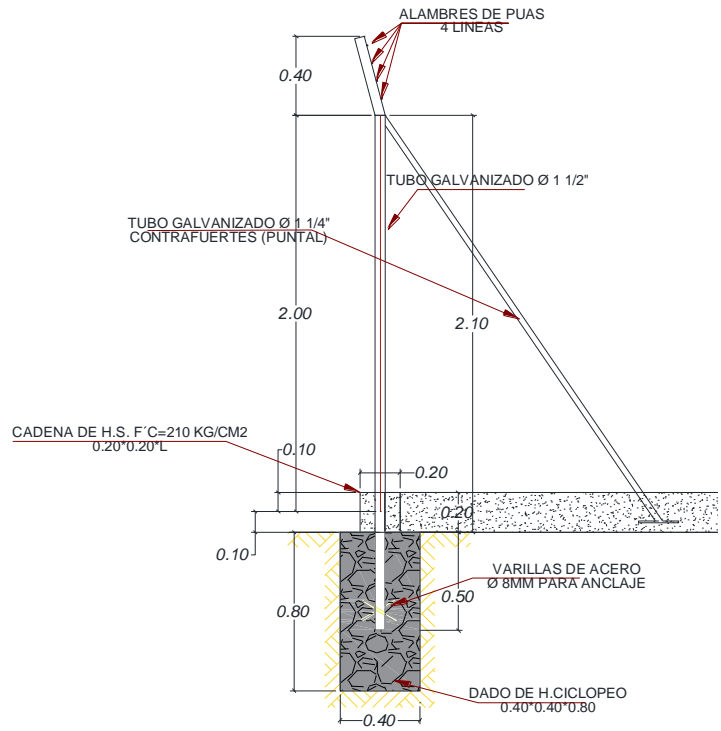 ALAMBRES DE PUAS
4 LINEAS
0.40
TUBO GALVANIZADO Ø 1 1/2"
TUBO GALVANIZADO Ø 1 1/4"
CONTRAFUERTES (PUNTAL)
2.00
2.10
CADENA DE H.S. F´C=210 KG/CM2
0.20*0.20*L
0.10
0.20
0.20
0.10
VARILLAS DE ACERO
Ø 8MM PARA ANCLAJE
0.80
0.50
DADO DE H.CICLOPEO
0.40*0.40*0.80
0.40